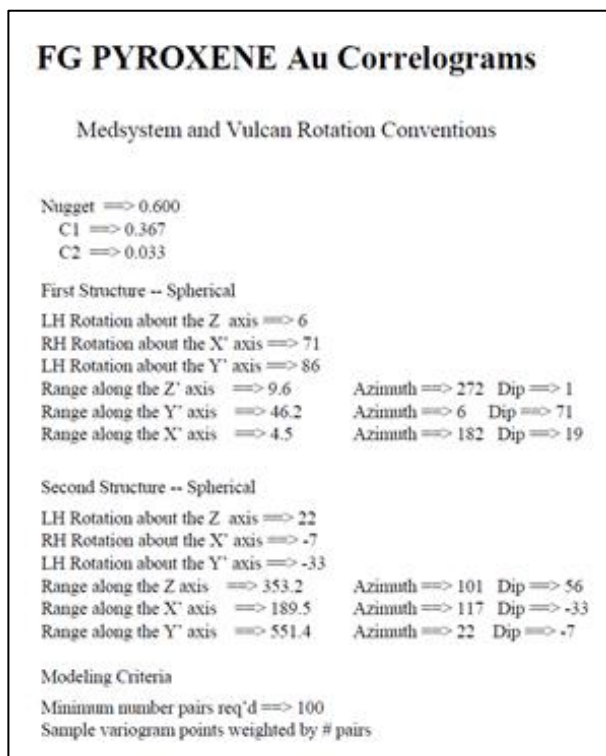 FG PYROXENE Au Correlograms
Medsystem and Vulcan Rotation Conventions
Nugget ==> 0.600
C1 ==> 0.367
C2 ==> 0.033
First Structure -- Spherical
LH Rotation about the Z axis ==> 6
RH Rotation about the X' axis ==> 71
LH Rotation about the Y' axis ==> 86
Range along the Z' axis ==> 9.6 Azimuth ==> 272 Dip ==> 1
Range along the Y' axis ==> 46.2 Azimuth ==> 6 Dip ==> 71
Range along the X' axis ==> 4.5 Azimuth ==> 182 Dip ==> 19
Second Structure -- Spherical
LH Rotation about the Z axis ==> 22
RH Rotation about the X' axis ==> -7
LH Rotation about the Y' axis ==> -33
Range along the Z axis ==> 353.2 Azimuth ==> 101 Dip ==> 56
Range along the X' axis ==> 189.5 Azimuth ==> 117 Dip ==> -33
Range along the Y' axis ==> 551.4 Azimuth ==> 22 Dip ==> -7
Modeling Criteria
Minimum number pairs req'd ==> 100
Sample variogram points weighted by # pairs